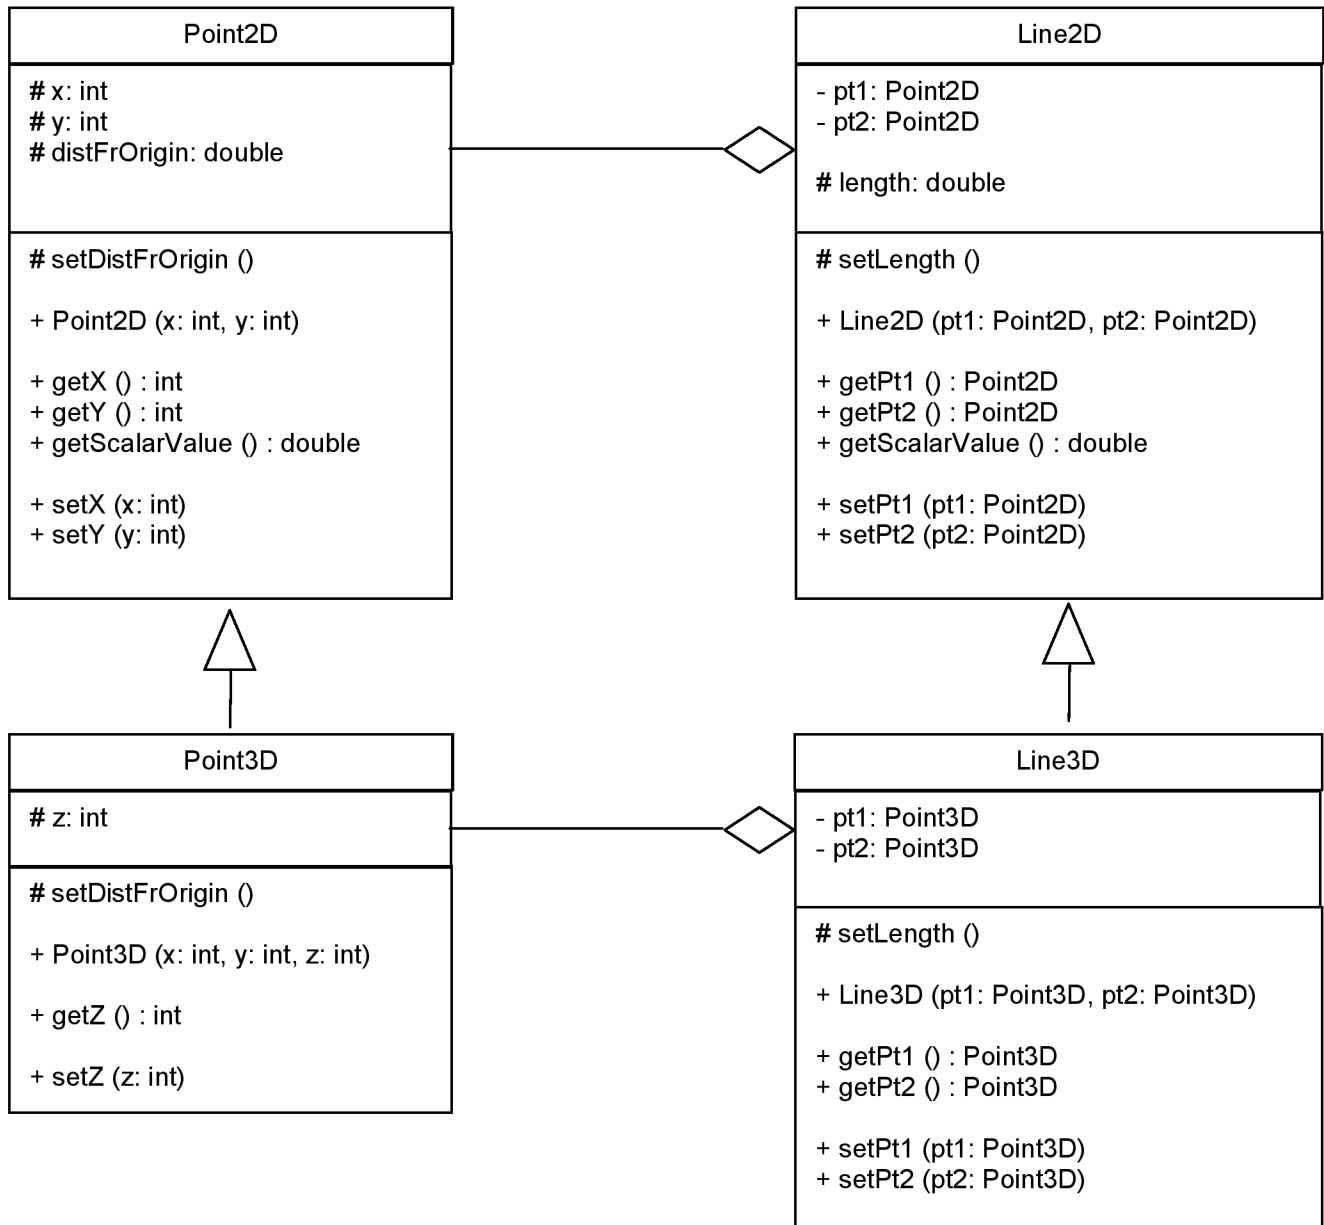 Point2D
# x: int
# y: int
# distFrOrigin: double
# setDistFrOrigin ()
+ Point2D (x: int, y: int)
+ getX () : int
+ getY () : int
+ getScalarValue () : double
+ setX (x: int)
+ setY (y: int)
Line2D
- pt1: Point2D
- pt2: Point2D
# length: double
# setLength ()
+ Line2D (pt1: Point2D, pt2: Point2D)
+ getPt1 () : Point2D
+ getPt2 () : Point2D
+ getScalarValue () : double
+ setPt1 (pt1: Point2D)
+ setPt2 (pt2: Point2D)
Point3D
# z: int
# setDistFrOrigin ()
+ Point3D (x: int, y: int, z: int)
+ getZ () : int
+ setZ (z: int)
Line3D
- pt1: Point3D
- pt2: Point3D
# setLength ()
+ Line3D (pt1: Point3D, pt2: Point3D)
+ getPt1 () : Point3D
+ getPt2 () : Point3D
+ setPt1 (pt1: Point3D)
+ setPt2 (pt2: Point3D)